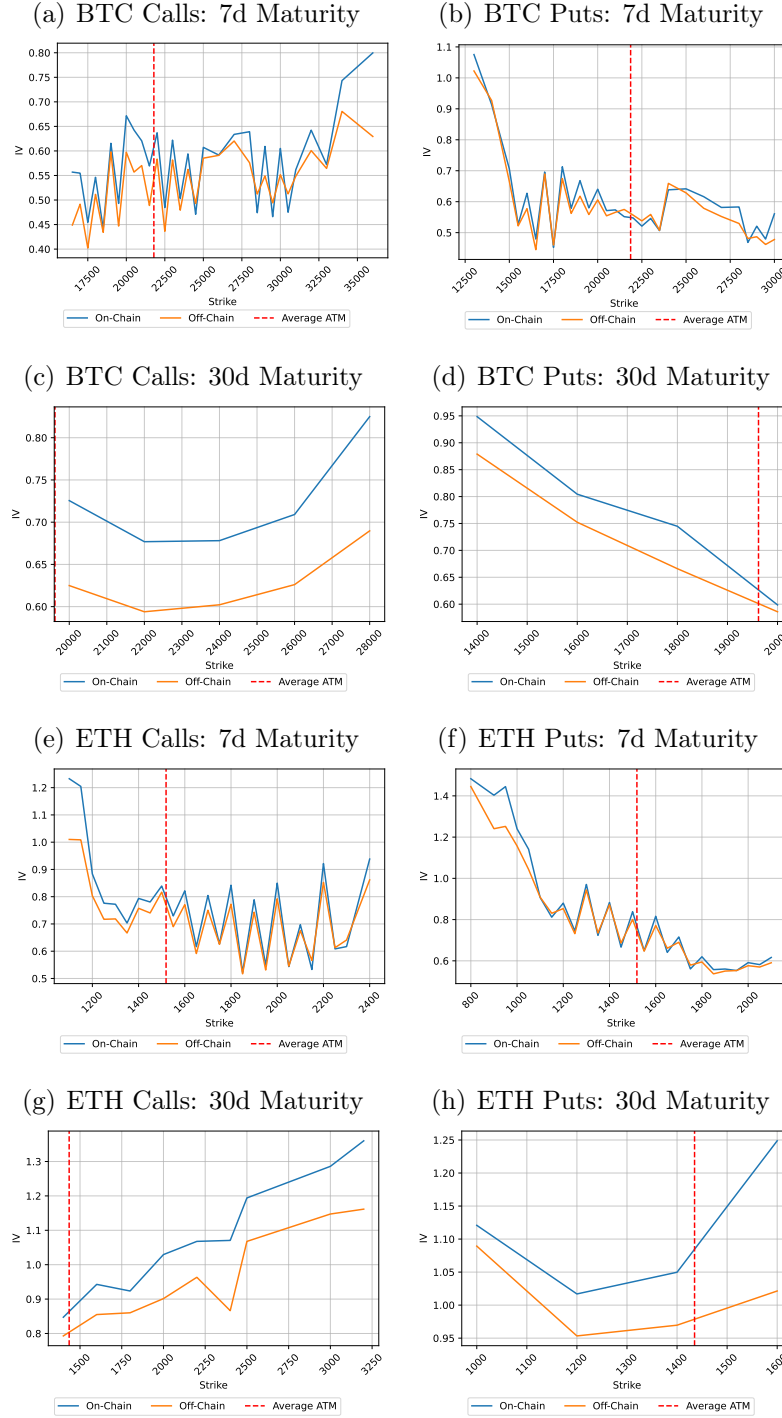 (a) BTC Calls: 7d Maturity
0.80
0.75
0.70
0.65
0.60
0.55
0.50
0.45
0.40
IV
17500
20000
22500
25000
27500
30000
32500
35000
Strike
On-Chain
Off-Chain
Average ATM
(b) BTC Puts: 7d Maturity
1.1
1.0
0.9
0.8
0.7
0.6
0.5
IV
12500
15000
17500
20000
22500
25000
27500
30000
Strike
On-Chain
Off-Chain
Average ATM
(c) BTC Calls: 30d Maturity
0.80
0.75
0.70
0.65
0.60
IV
20000
21000
22000
23000
24000
25000
26000
27000
28000
Strike
On-Chain
Off-Chain
Average ATM
(d) BTC Puts: 30d Maturity
0.95
0.90
0.85
0.80
0.75
0.70
0.65
0.60
IV
14000
15000
16000
17000
18000
19000
2000
Strike
On-Chain
Off-Chain
Average ATM
(e) ETH Calls: 7d Maturity
1.2
1.1
1.0
0.9
0.8
0.7
0.6
0.5
IV
1200
1400
1600
1800
2000
2200
2400
Strike
On-Chain
Off-Chain
Average ATM
(f) ETH Puts: 7d Maturity
1.4
1.2
1.0
0.8
0.6
IV
800
1000
1200
1400
1600
1800
2000
Strike
On-Chain
Off-Chain
Average ATM
(g) ETH Calls: 30d Maturity
1.3
1.2
1.1
1.0
0.9
0.8
IV
1500
1750
2000
2250
2500
2750
3000
3250
Strike
On-Chain
Off-Chain
Average ATM
(h) ETH Puts: 30d Maturity
1.25
1.20
1.15
1.10
1.05
1.00
0.95
IV
1000
1100
1200
1300
1400
1500
1600
Strike
On-Chain
Off-Chain
Average ATM